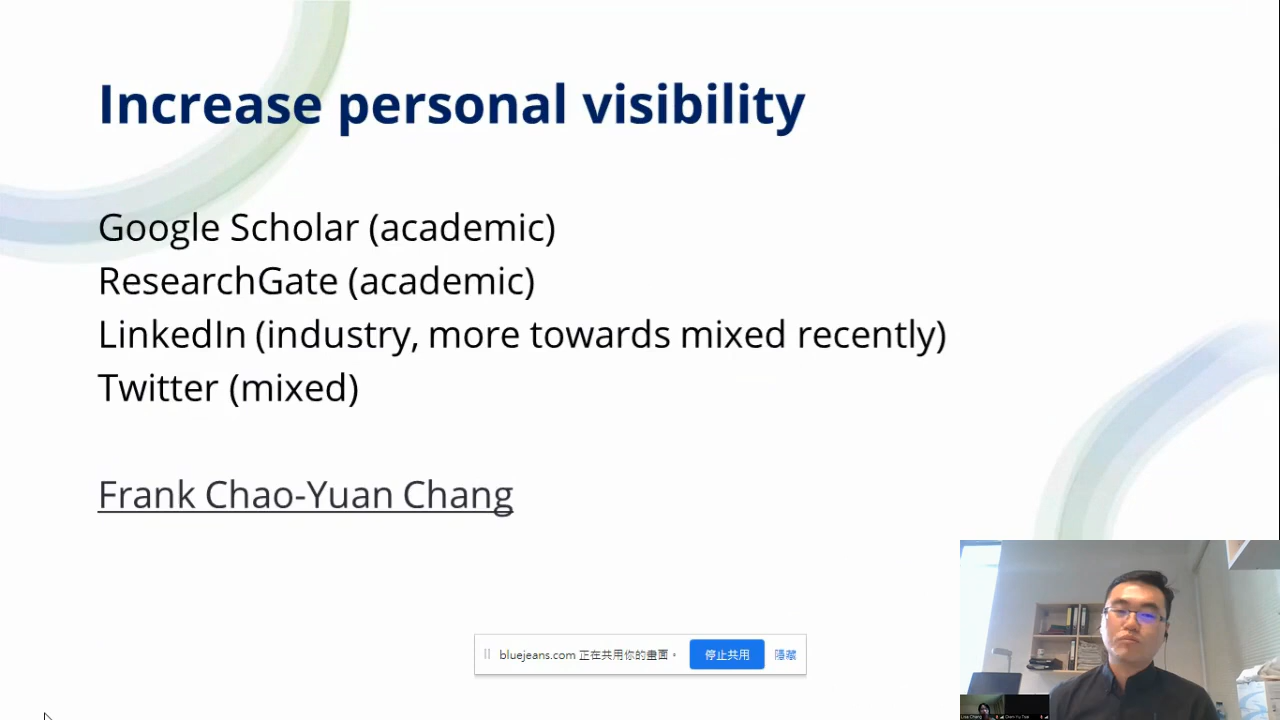 Increase personal visibility
Google Scholar (academic)
ResearchGate (academic)
LinkedIn (industry, more towards mixed recently)
Twitter (mixed)
Frank Chao-Yuan Chang
bluejeans.com 正在共用你的畫面。
停止共用
隱藏